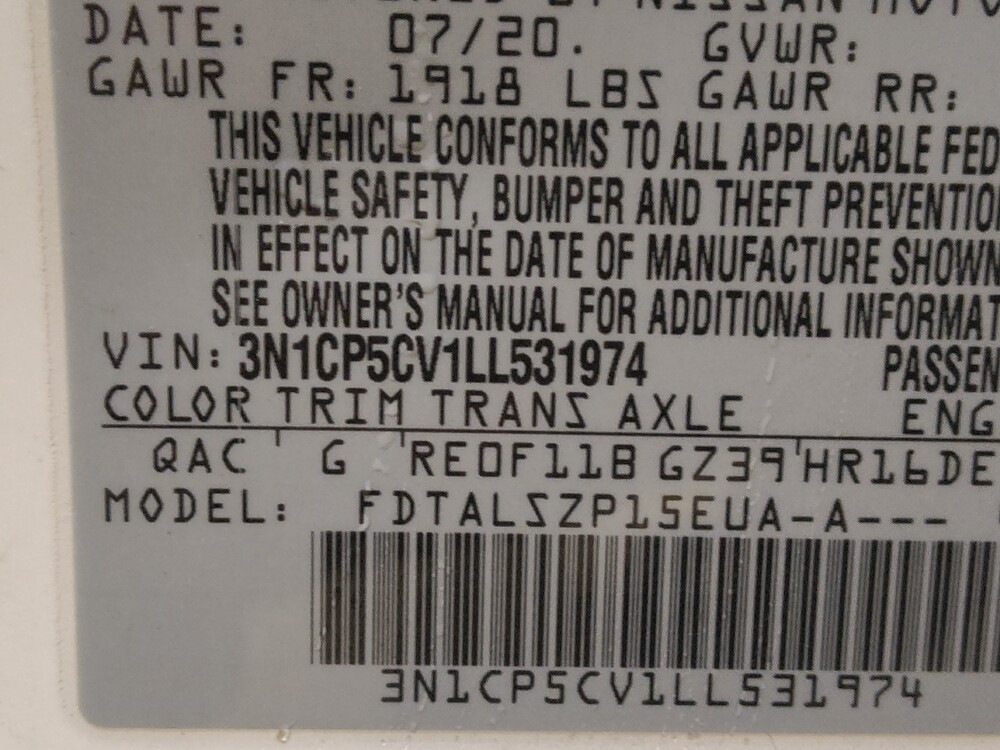 NISSAN
DATE: 07/20. GVWR:
GAWR FR: 1918 LBS GAWR RR:
THIS VEHICLE CONFORMS TO ALL APPLICABLE FED
VEHICLE SAFETY, BUMPER AND THEFT PREVENTIO
IN EFFECT ON THE DATE OF MANUFACTURE SHOWN
SEE OWNER'S MANUAL FOR ADDITIONAL INFORMAT
VIN: 3N1CP5CV1LL531974 PASSEN
COLOR TRIM TRANS AXLE ENG
QAC G RE0F11B GZ39 HR16DE
MODEL: FDTALSZP15EUA-A---
3N1CP5CV1LL531974